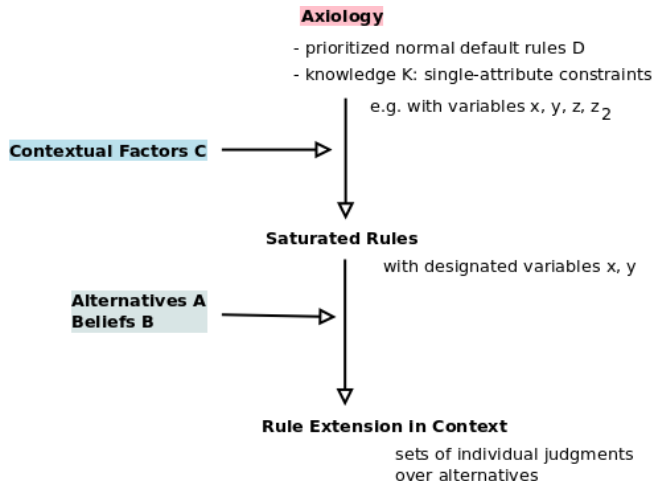 Axiology
- prioritized normal default rules D
- knowledge K: single-attribute constraints
e.g. with variables x, y, z, z₂
Contextual Factors C
Saturated Rules
with designated variables x, y
Alternatives A
Beliefs B
Rule Extension in Context
sets of individual judgments
over alternatives